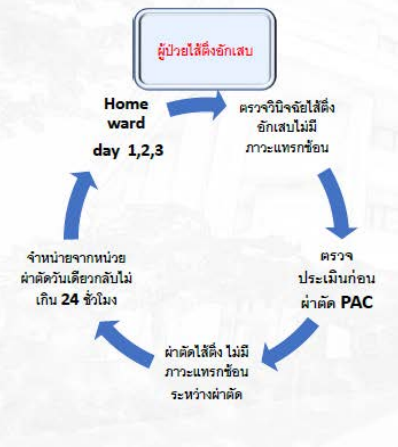 ผู้ป่วยไส้ติ่งอักเสบ
ตรวจวินิจฉัยไส้ติ่ง
อักเสบไม่มี
ภาวะแทรกซ้อน
ตรวจ
ประเมินก่อน
ผ่าตัด PAC
ผ่าตัดไส้ติ่ง ไม่มี
ภาวะแทรกซ้อน
ระหว่างผ่าตัด
จำหน่ายจากหน่วย
ผ่าตัดวันเดียวกลับไม่
เกิน 24 ชั่วโมง
Home
ward
day 1,2,3